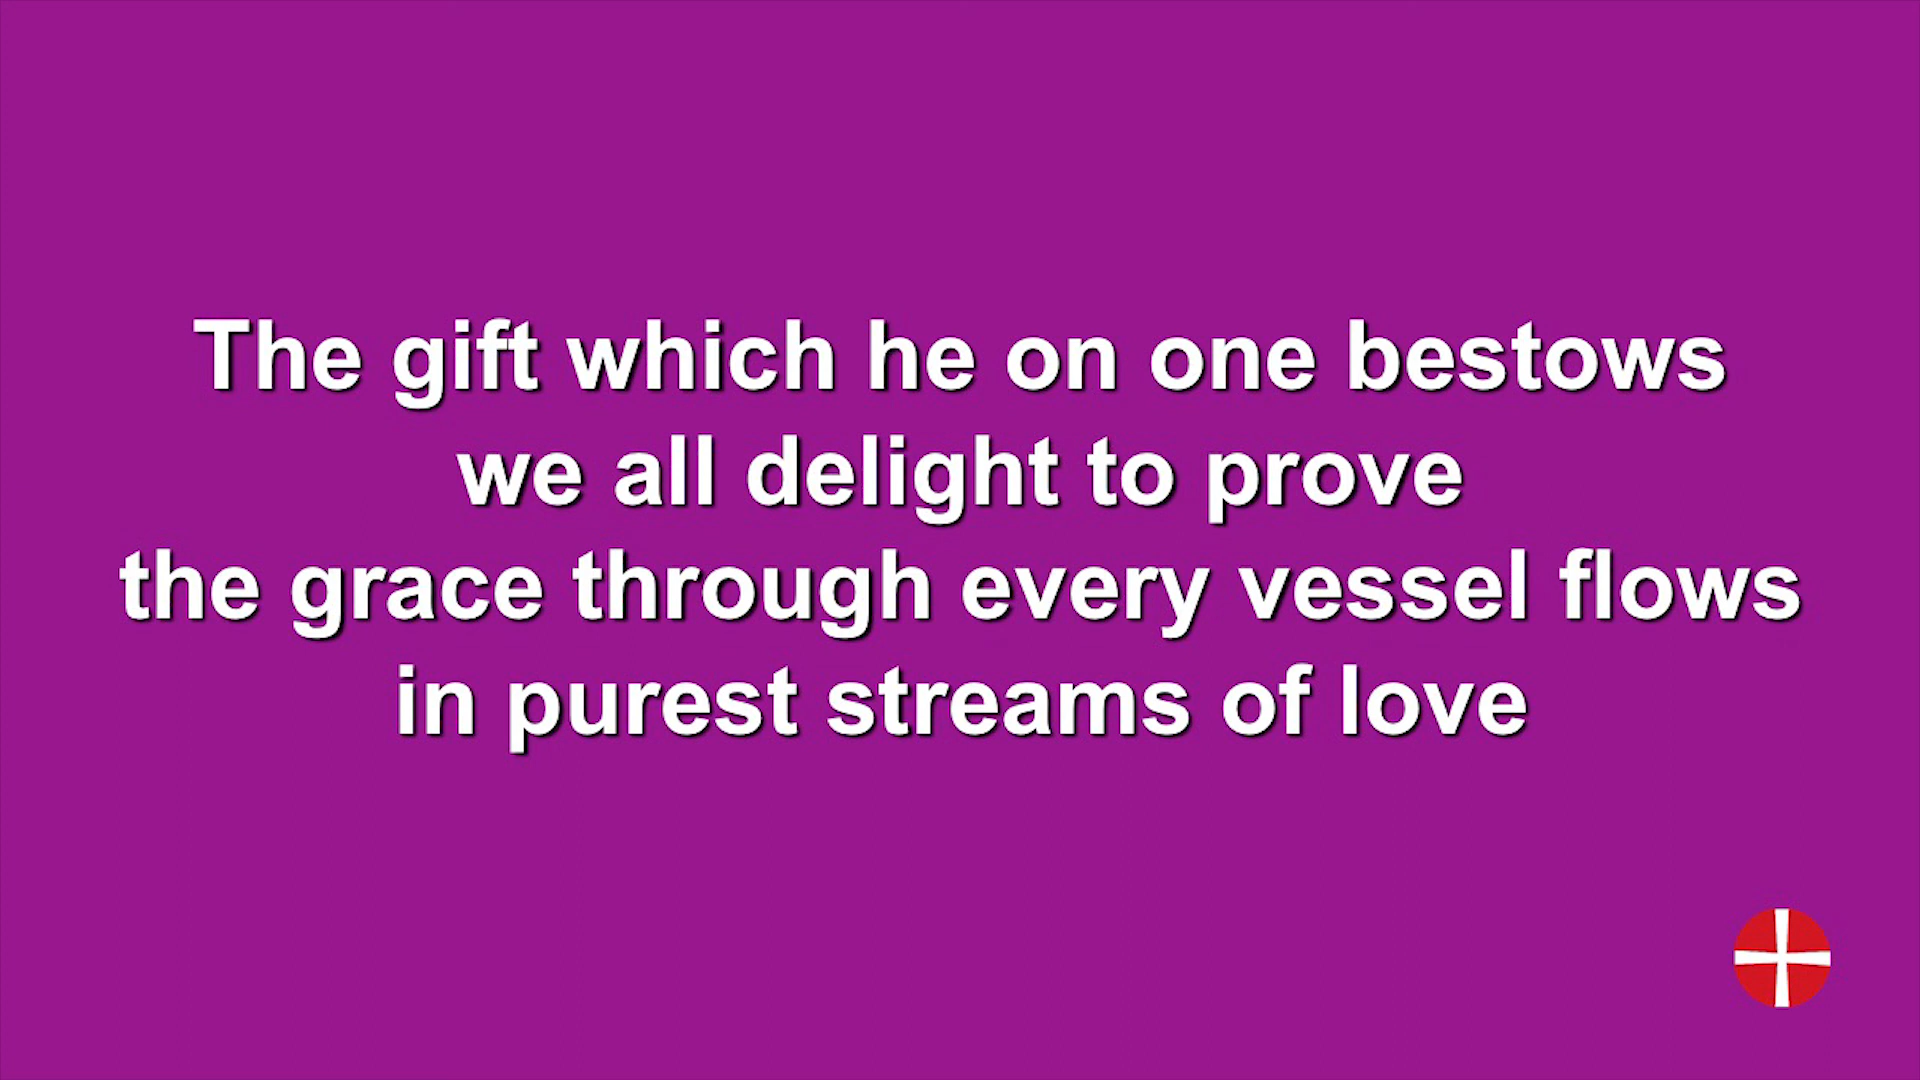 The gift which he on one bestows
we all delight to prove
the grace through every vessel flows
in purest streams of love